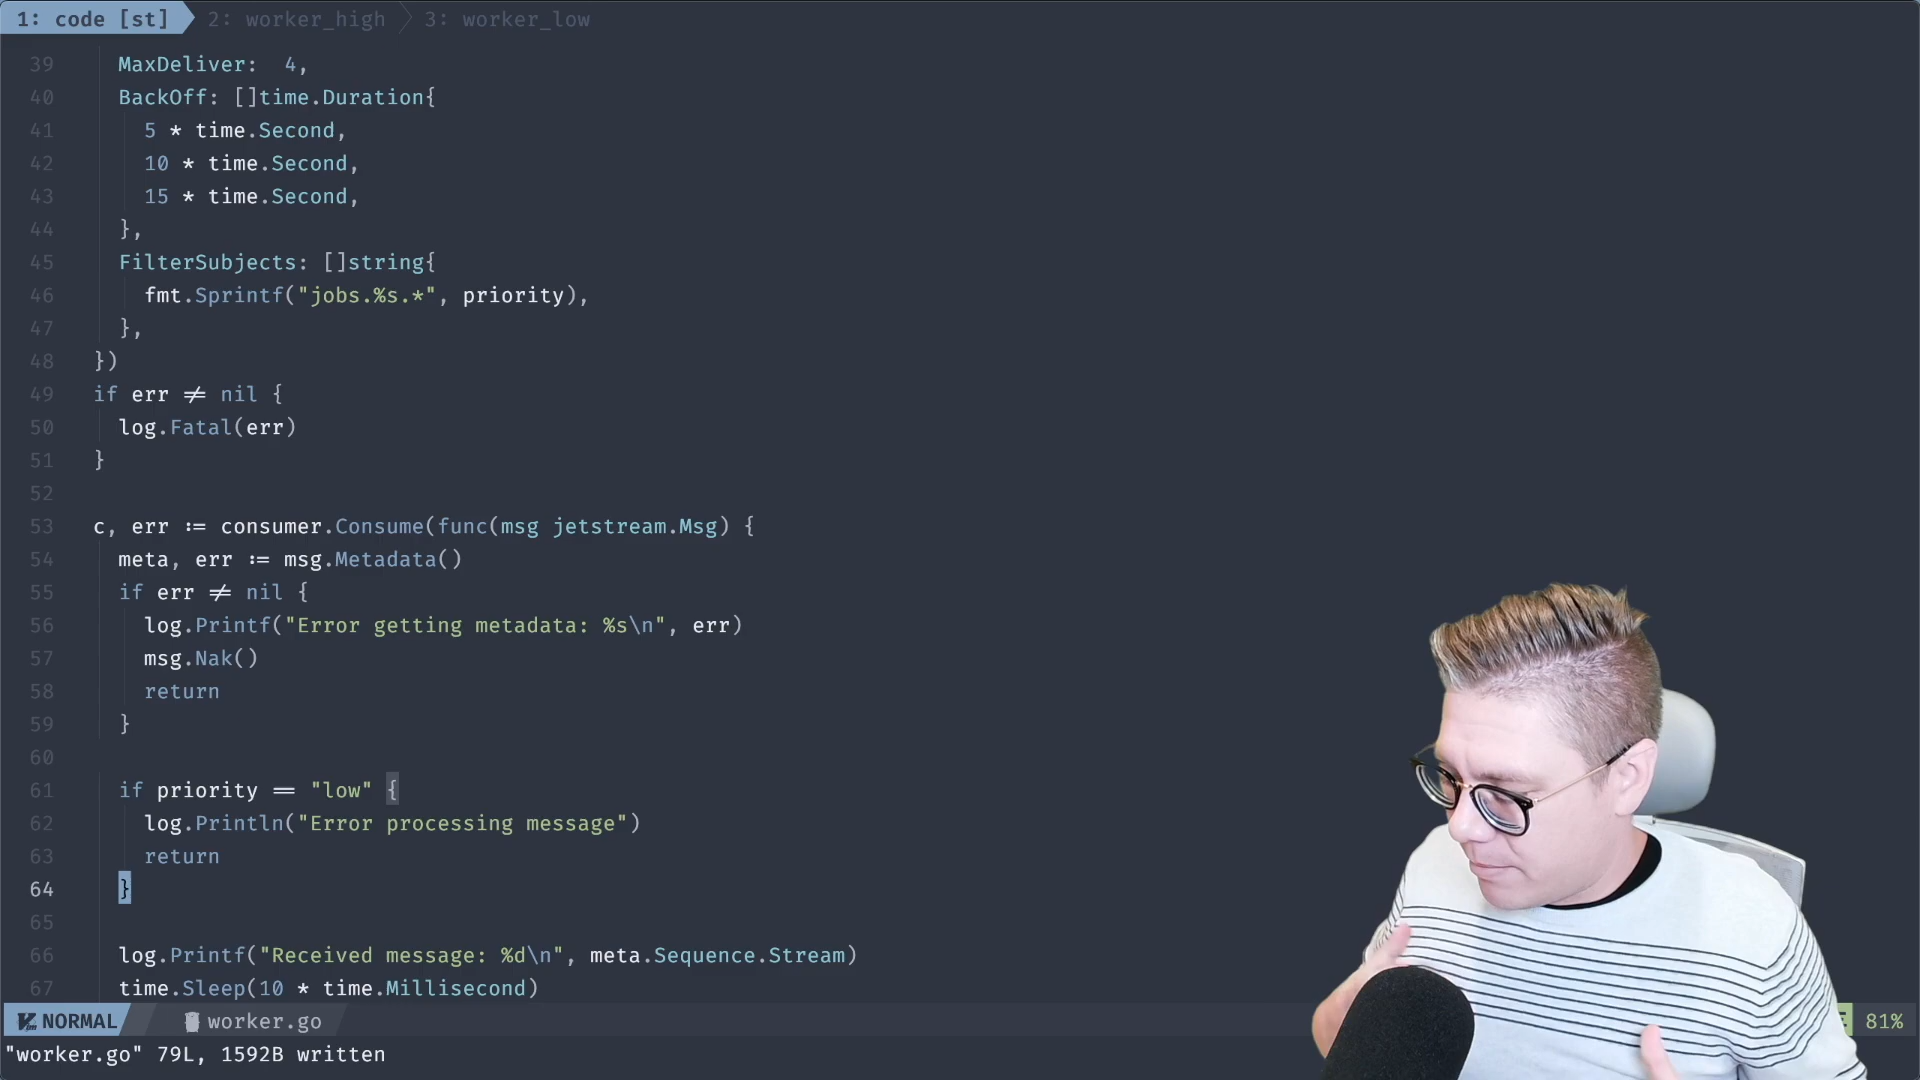 1: code [st] 2: worker_high 3: worker_low
39 MaxDeliver: 4,
40 BackOff: []time.Duration{
41 5 * time.Second,
42 10 * time.Second,
43 15 * time.Second,
44 },
45 FilterSubjects: []string{
46 fmt.Sprintf("jobs.%s.*", priority),
47 },
48 })
49 if err ≠ nil {
50 log.Fatal(err)
51 }
52
53 c, err := consumer.Consume(func(msg jetstream.Msg) {
54 meta, err := msg.Metadata()
55 if err ≠ nil {
56 log.Printf("Error getting metadata: %s\n", err)
57 msg.Nak()
58 return
59 }
60
61 if priority == "low" {
62 log.Println("Error processing message")
63 return
64 }
65
66 log.Printf("Received message: %d\n", meta.Sequence.Stream)
67 time.Sleep(10 * time.Millisecond)
NORMAL worker.go 81%
"worker.go" 79L, 1592B written